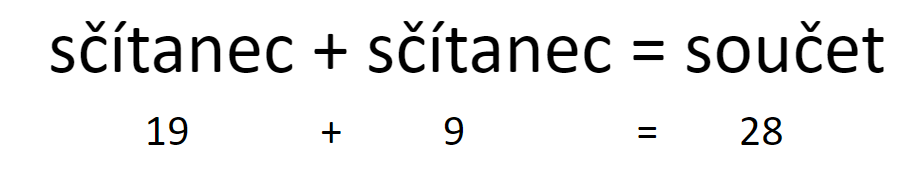 sčítanec + sčítanec = součet
19 + 9 = 28